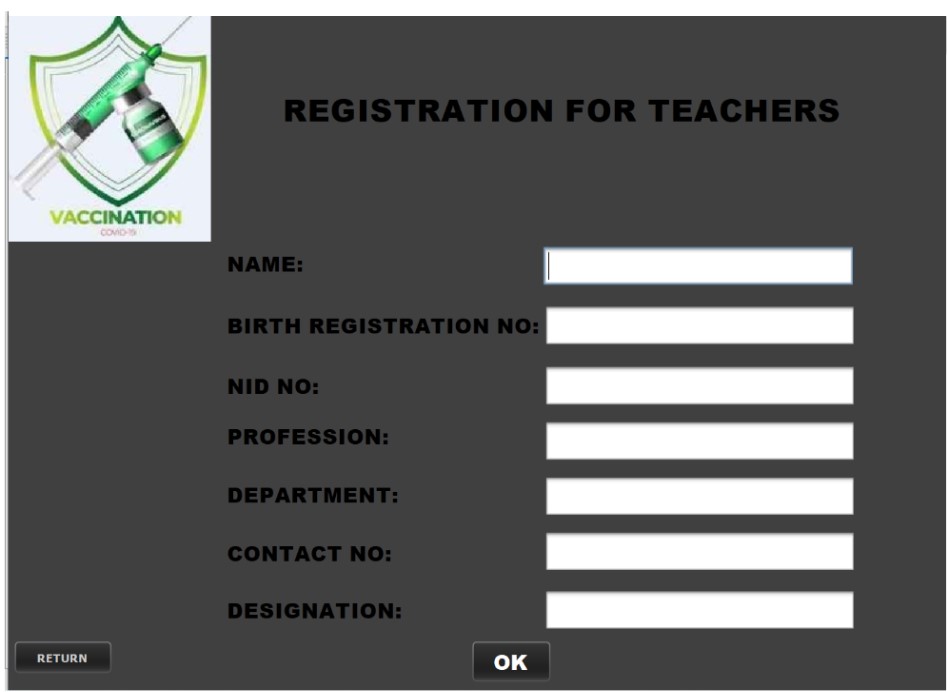 VACCINATION
COVID-19
REGISTRATION FOR TEACHERS
NAME:
BIRTH REGISTRATION NO:
NID NO:
PROFESSION:
DEPARTMENT:
CONTACT NO:
DESIGNATION:
RETURN
OK